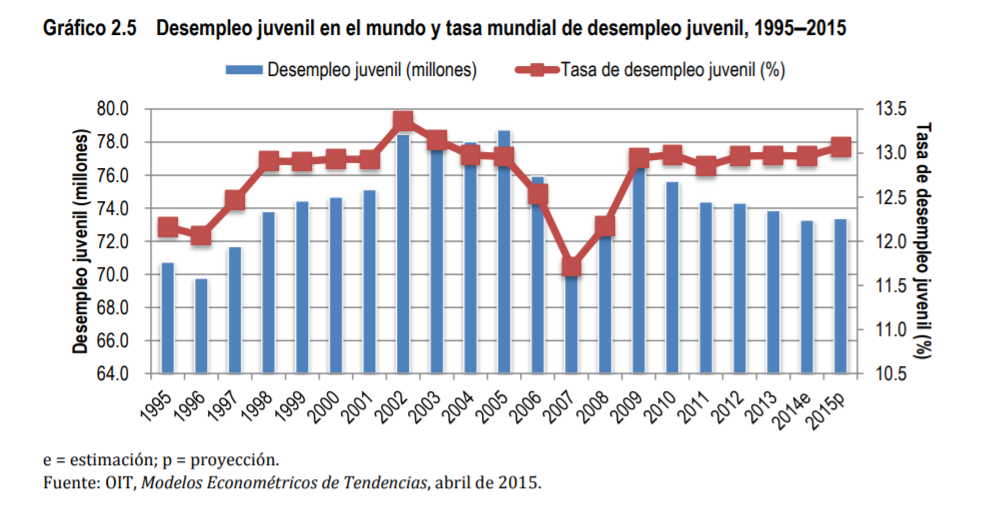 Gráfico 2.5 Desempleo juvenil en el mundo y tasa mundial de desempleo juvenil, 1995–2015
Desempleo juvenil (millones) Tasa de desempleo juvenil (%)
Desempleo juvenil (millones)
80.0
78.0
76.0
74.0
72.0
70.0
68.0
66.0
64.0
13.5
13.0
12.5
12.0
11.5
11.0
10.5
Tasa de desempleo juvenil (%)
1995 1996 1997 1998 1999 2000 2001 2002 2003 2004 2005 2006 2007 2008 2009 2010 2011 2012 2013 2014e 2015p
e = estimación; p = proyección.
Fuente: OIT, Modelos Econométricos de Tendencias, abril de 2015.